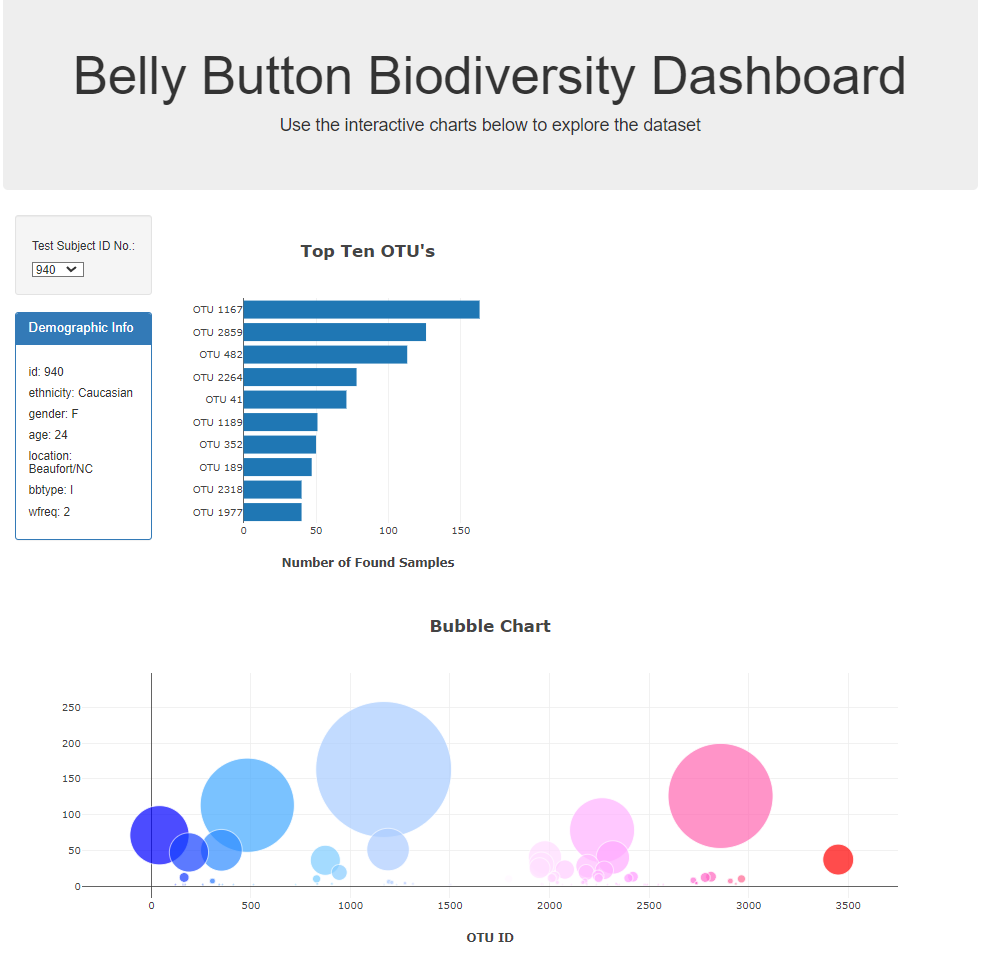 Belly Button Biodiversity Dashboard
Use the interactive charts below to explore the dataset
Test Subject ID No.:
940
Demographic Info
id: 940
ethnicity: Caucasian
gender: F
age: 24
location:
Beaufort/NC
bbtype: I
wfreq: 2
Top Ten OTU's
OTU 1167
OTU 2859
OTU 482
OTU 2264
OTU 41
OTU 1189
OTU 352
OTU 189
OTU 2318
OTU 1977
0 50 100 150
Number of Found Samples
Bubble Chart
250
200
150
100
50
0
0 500 1000 1500 2000 2500 3000 3500
OTU ID